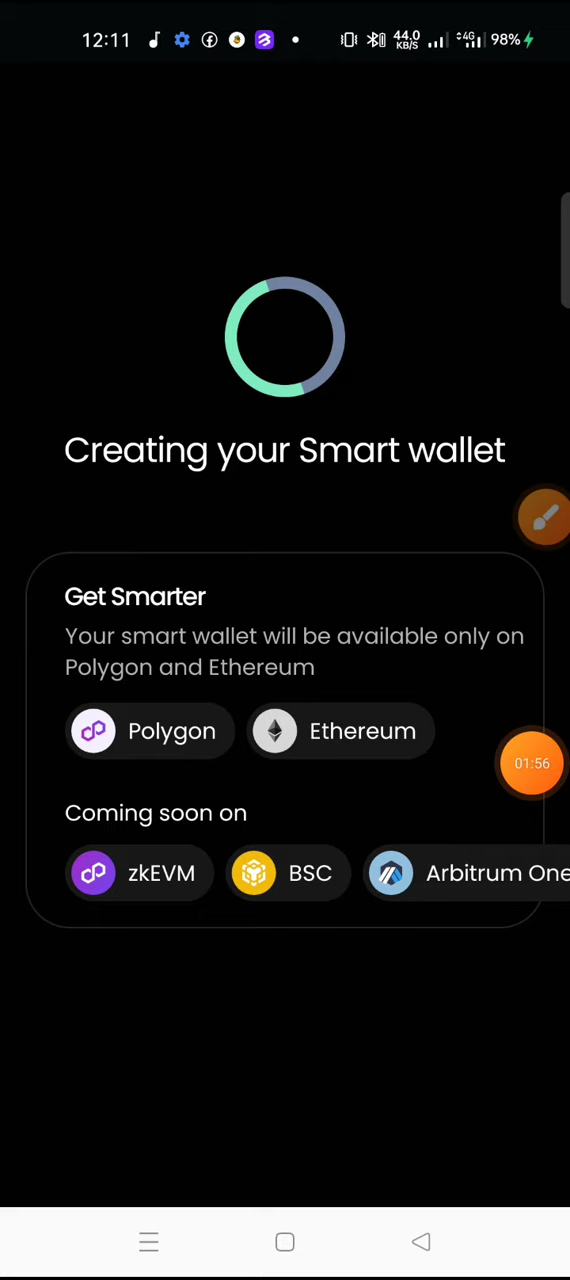 12:11 44.0 KB/S 4G 98%
Creating your Smart wallet
Get Smarter
Your smart wallet will be available only on
Polygon and Ethereum
Polygon Ethereum
01:56
Coming soon on
zkEVM BSC Arbitrum One